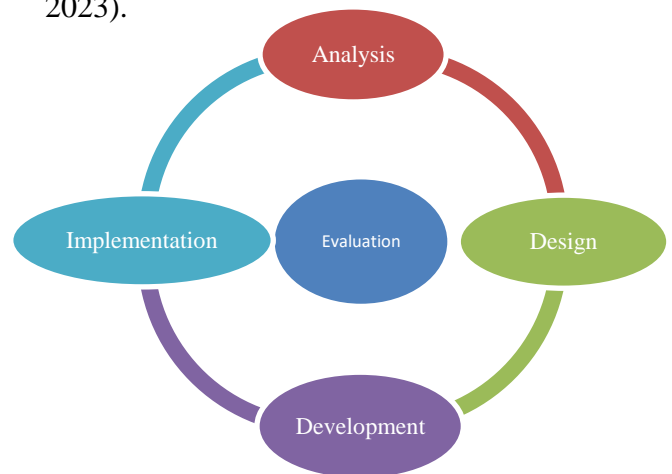 2023).
Analysis
Implementation
Evaluation
Design
Development